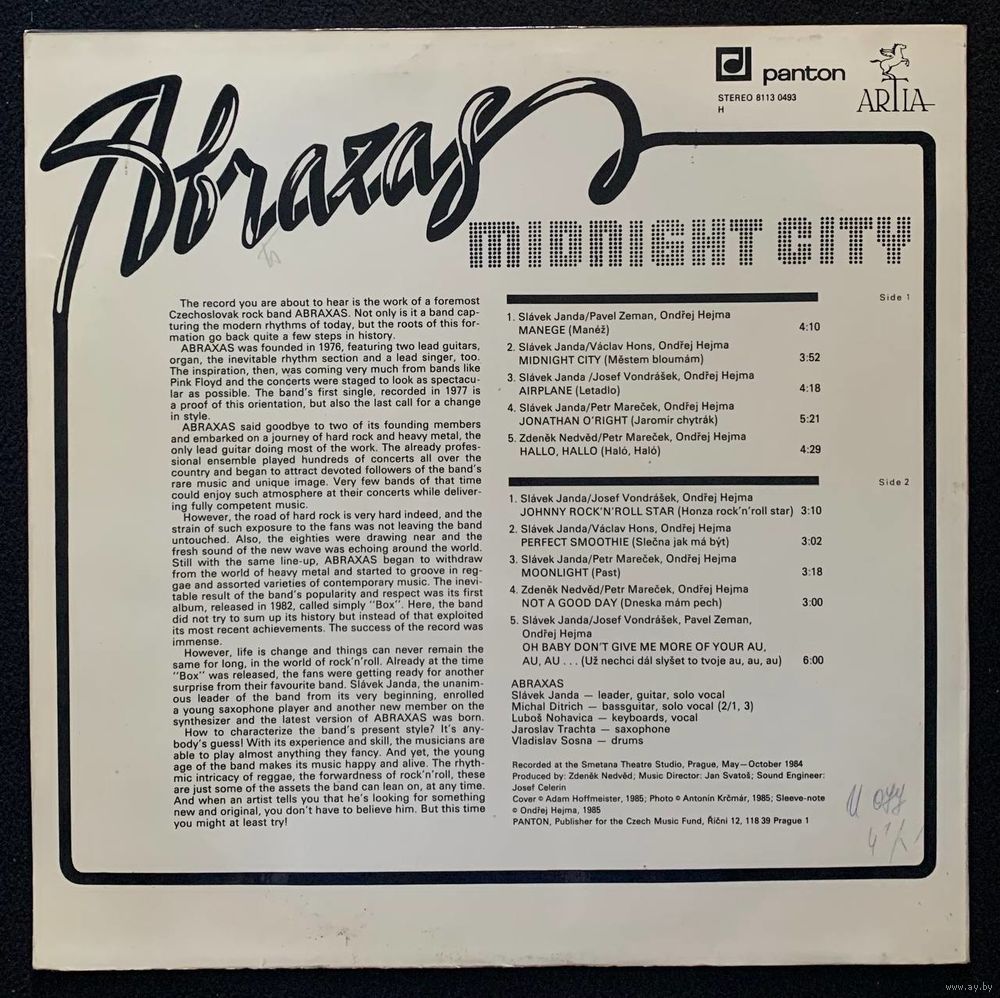 Abraxas
panton
STEREO 8113 0493
H
ARTIA
MIDNIGHT CITY
The record you are about to hear is the work of a foremost
Czechoslovak rock band ABRAXAS. Not only is it a band cap-
turing the modern rhythms of today, but the roots of this for-
mation go back quite a few steps in history.
ABRAXAS was founded in 1976, featuring two lead guitars,
organ, the inevitable rhythm section and a lead singer, too.
The inspiration, then, was coming very much from bands like
Pink Floyd and the concerts were staged to look as spectacu-
lar as possible. The band's first single, recorded in 1977 is
a proof of this orientation, but also the last call for a change
in style.
ABRAXAS said goodbye to two of its founding members
and embarked on a journey of hard rock and heavy metal, the
only lead guitar doing most of the work. The already profes-
sional ensemble played hundreds of concerts all over the
country and began to attract devoted followers of the band's
rare music and unique image. Very few bands of that time
could enjoy such atmosphere at their concerts while deliver-
ing fully competent music.
However, the road of hard rock is very hard indeed, and the
strain of such exposure to the fans was not leaving the band
untouched. Also, the eighties were drawing near and the
fresh sound of the new wave was echoing around the world.
Still with the same line-up, ABRAXAS began to withdraw
from the world of heavy metal and started to groove in reg-
gae and assorted varieties of contemporary music. The inevi-
table result of the band's popularity and respect was its first
album, released in 1982, called simply "Box". Here, the band
did not try to sum up its history but instead of that exploited
its most recent achievements. The success of the record was
immense.
However, life is change and things can never remain the
same for long, in the world of rock'n'roll. Already at the time
"Box" was released, the fans were getting ready for another
surprise from their favourite band. Slávek Janda, the unanim-
ous leader of the band from its very beginning, enrolled
a young saxophone player and another new member on the
synthesizer and the latest version of ABRAXAS was born.
How to characterize the band's present style? It's any-
body's guess! With its experience and skill, the musicians are
able to play almost anything they fancy. And yet, the young
age of the band makes its music happy and alive. The rhyth-
mic intricacy of reggae, the forwardness of rock'n'roll, these
are just some of the assets the band can lean on, at any time.
And when an artist tells you that he's looking for something
new and original, you don't have to believe him. But this time
you might at least try!
Side 1
1. Slávek Janda/Pavel Zeman, Ondřej Hejma
MANEGE (Manéž) 4:10
2. Slávek Janda/Václav Hons, Ondřej Hejma
MIDNIGHT CITY (Městem bloumám) 3:52
3. Slávek Janda /Josef Vondrášek, Ondřej Hejma
AIRPLANE (Letadlo) 4:18
4. Slávek Janda/Petr Mareček, Ondřej Hejma
JONATHAN O'RIGHT (Jaromír chytrák) 5:21
5. Zdeněk Nedvěd/Petr Mareček, Ondřej Hejma
HALLO, HALLO (Haló, Haló) 4:29
Side 2
1. Slávek Janda/Josef Vondrášek, Ondřej Hejma
JOHNNY ROCK'N'ROLL STAR (Honza rock'n'roll star) 3:10
2. Slávek Janda/Václav Hons, Ondřej Hejma
PERFECT SMOOTHIE (Slečna jak má být) 3:02
3. Slávek Janda/Petr Mareček, Ondřej Hejma
MOONLIGHT (Past) 3:18
4. Zdeněk Nedvěd/Petr Mareček, Ondřej Hejma
NOT A GOOD DAY (Dneska mám pech) 3:00
5. Slávek Janda/Josef Vondrášek, Pavel Zeman,
Ondřej Hejma
OH BABY DON'T GIVE ME MORE OF YOUR AU,
AU, AU . . . (Už nechci dál slyšet to tvoje au, au, au) 6:00
ABRAXAS
Slávek Janda — leader, guitar, solo vocal
Michal Ditrich — bassguitar, solo vocal (2/1, 3)
Luboš Nohavica — keyboards, vocal
Jaroslav Trachta — saxophone
Vladislav Sosna — drums
Recorded at the Smetana Theatre Studio, Prague, May—October 1984
Produced by: Zdeněk Nedvěd; Music Director: Jan Svatoš; Sound Engineer:
Josef Celerin
Cover © Adam Hoffmeister, 1985; Photo © Antonín Krčmár, 1985; Sleeve-note
© Ondřej Hejma, 1985
PANTON, Publisher for the Czech Music Fund, Říční 12, 118 39 Prague 1
www.ay.by